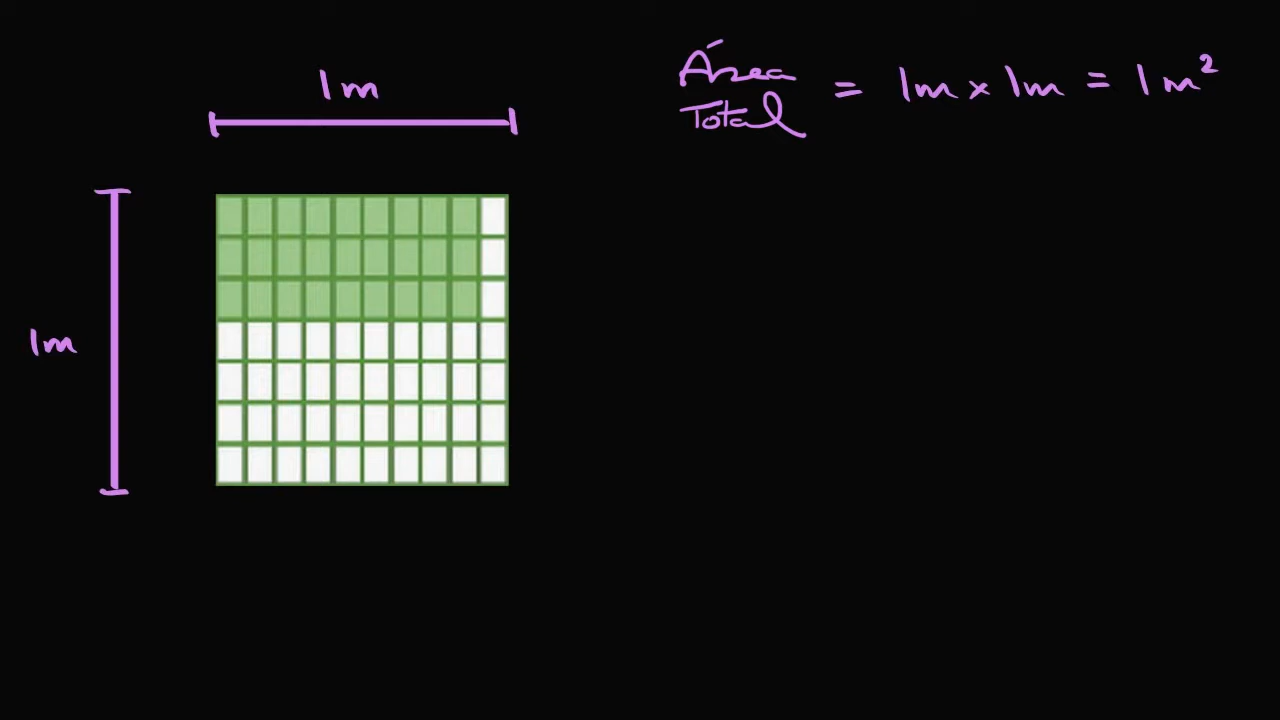 1m
Área
Total = 1m x 1m = 1m²
1m